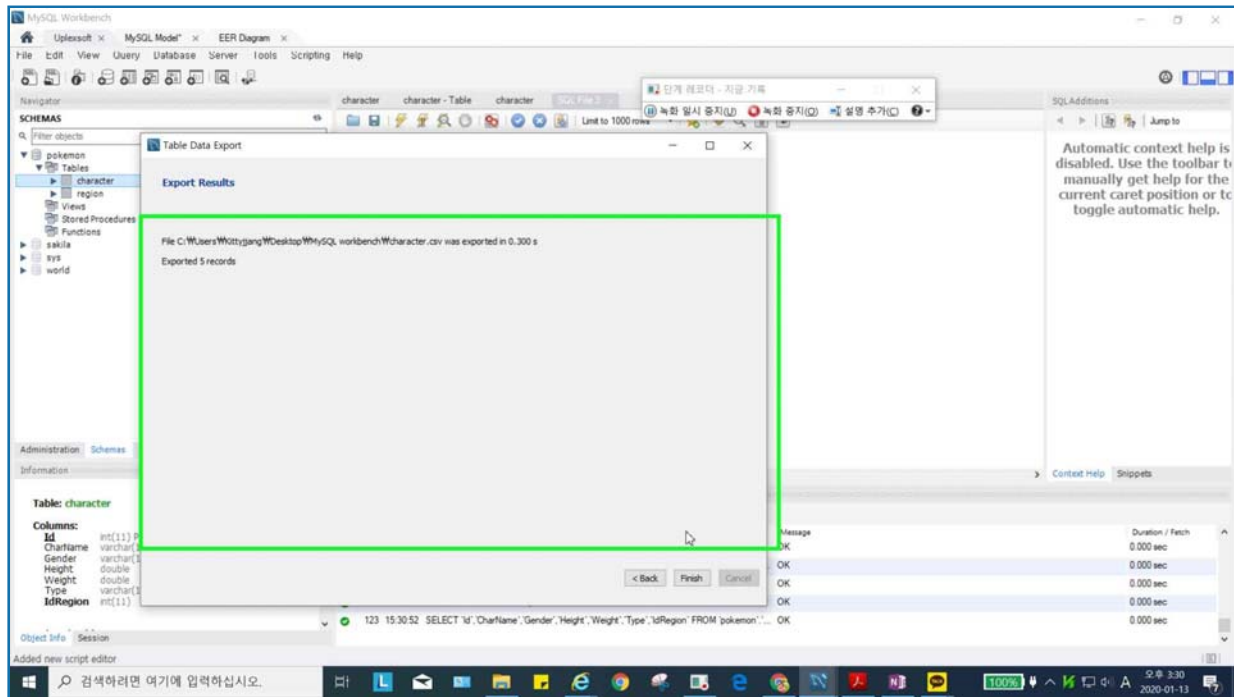 MySQL Workbench
Uplexsoft × MySQL Model* × EER Diagram ×
File Edit View Query Database Server Tools Scripting Help
Navigator
SCHEMAS
Filter objects
pokemon
Tables
character
region
Views
Stored Procedures
Functions
sakila
sys
world
Administration Schemas
Information
Table: character
Columns:
Id int(11) P
CharName varchar(1
Gender varchar(1
Height double
Weight double
Type varchar(1
IdRegion int(11)
Object Info Session
Added new script editor
character character - Table character SQL File 3
Limit to 1000 rows
단계 레코더 - 지금 기록
녹화 일시 중지(U) 녹화 중지(O) 설명 추가(C)
Table Data Export
Export Results
File C:₩Users₩Kittyjjang₩Desktop₩MySQL workbench₩character.csv was exported in 0.300 s
Exported 5 records
< Back Finish Cancel
SQLAdditions
Jump to
Automatic context help is
disabled. Use the toolbar t
manually get help for the
current caret position or to
toggle automatic help.
Context Help Snippets
Message Duration / Fetch
OK 0.000 sec
OK 0.000 sec
OK 0.000 sec
OK 0.000 sec
123 15:30:52 SELECT `Id`,`CharName`,`Gender`,`Height`,`Weight`,`Type`,`IdRegion` FROM `pokemon`.`... OK 0.000 sec
검색하려면 여기에 입력하십시오.
100% A 오후 3:30
2020-01-13